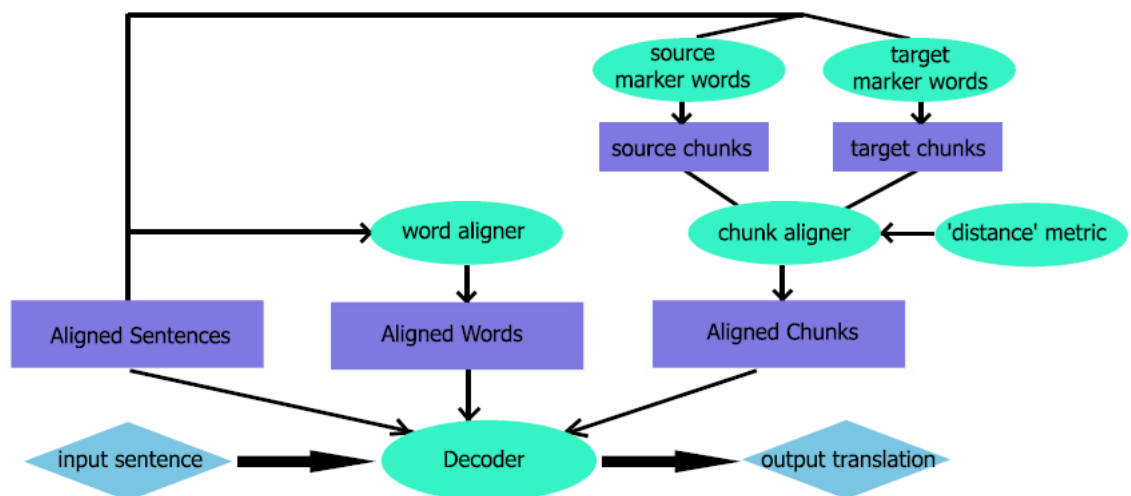 source
marker words
target
marker words
source chunks
target chunks
word aligner
chunk aligner
'distance' metric
Aligned Sentences
Aligned Words
Aligned Chunks
input sentence
Decoder
output translation